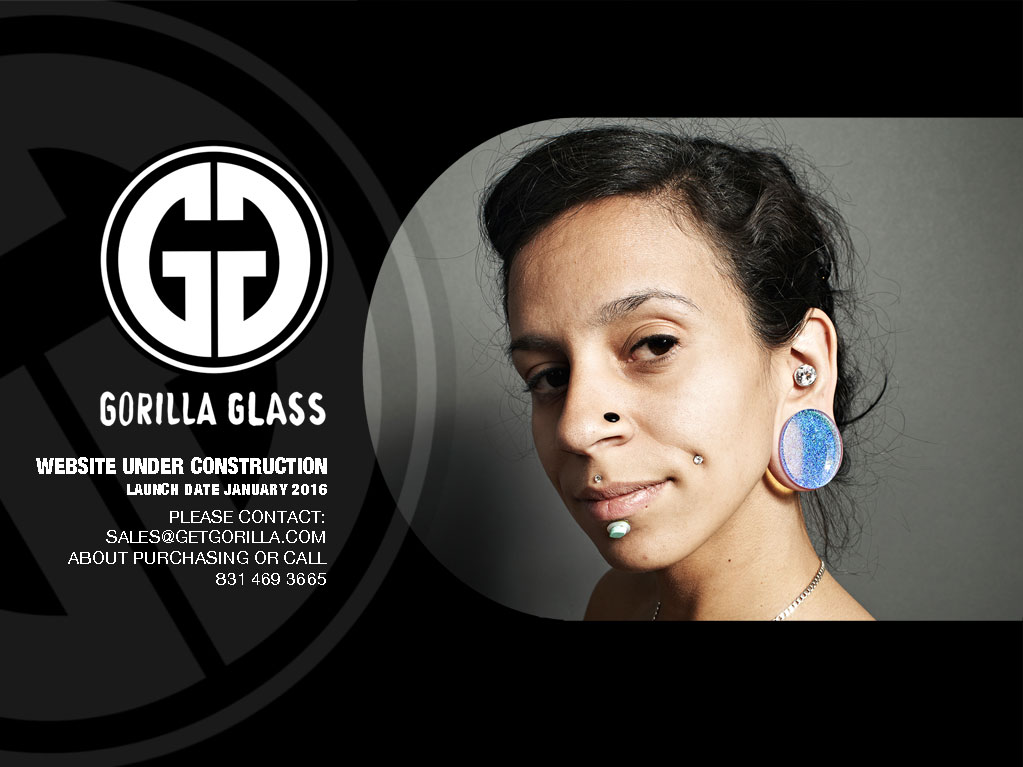 GG
GORILLA GLASS
WEBSITE UNDER CONSTRUCTION
LAUNCH DATE JANUARY 2016
PLEASE CONTACT:
SALES@GETGORILLA.COM
ABOUT PURCHASING OR CALL
831 469 3665